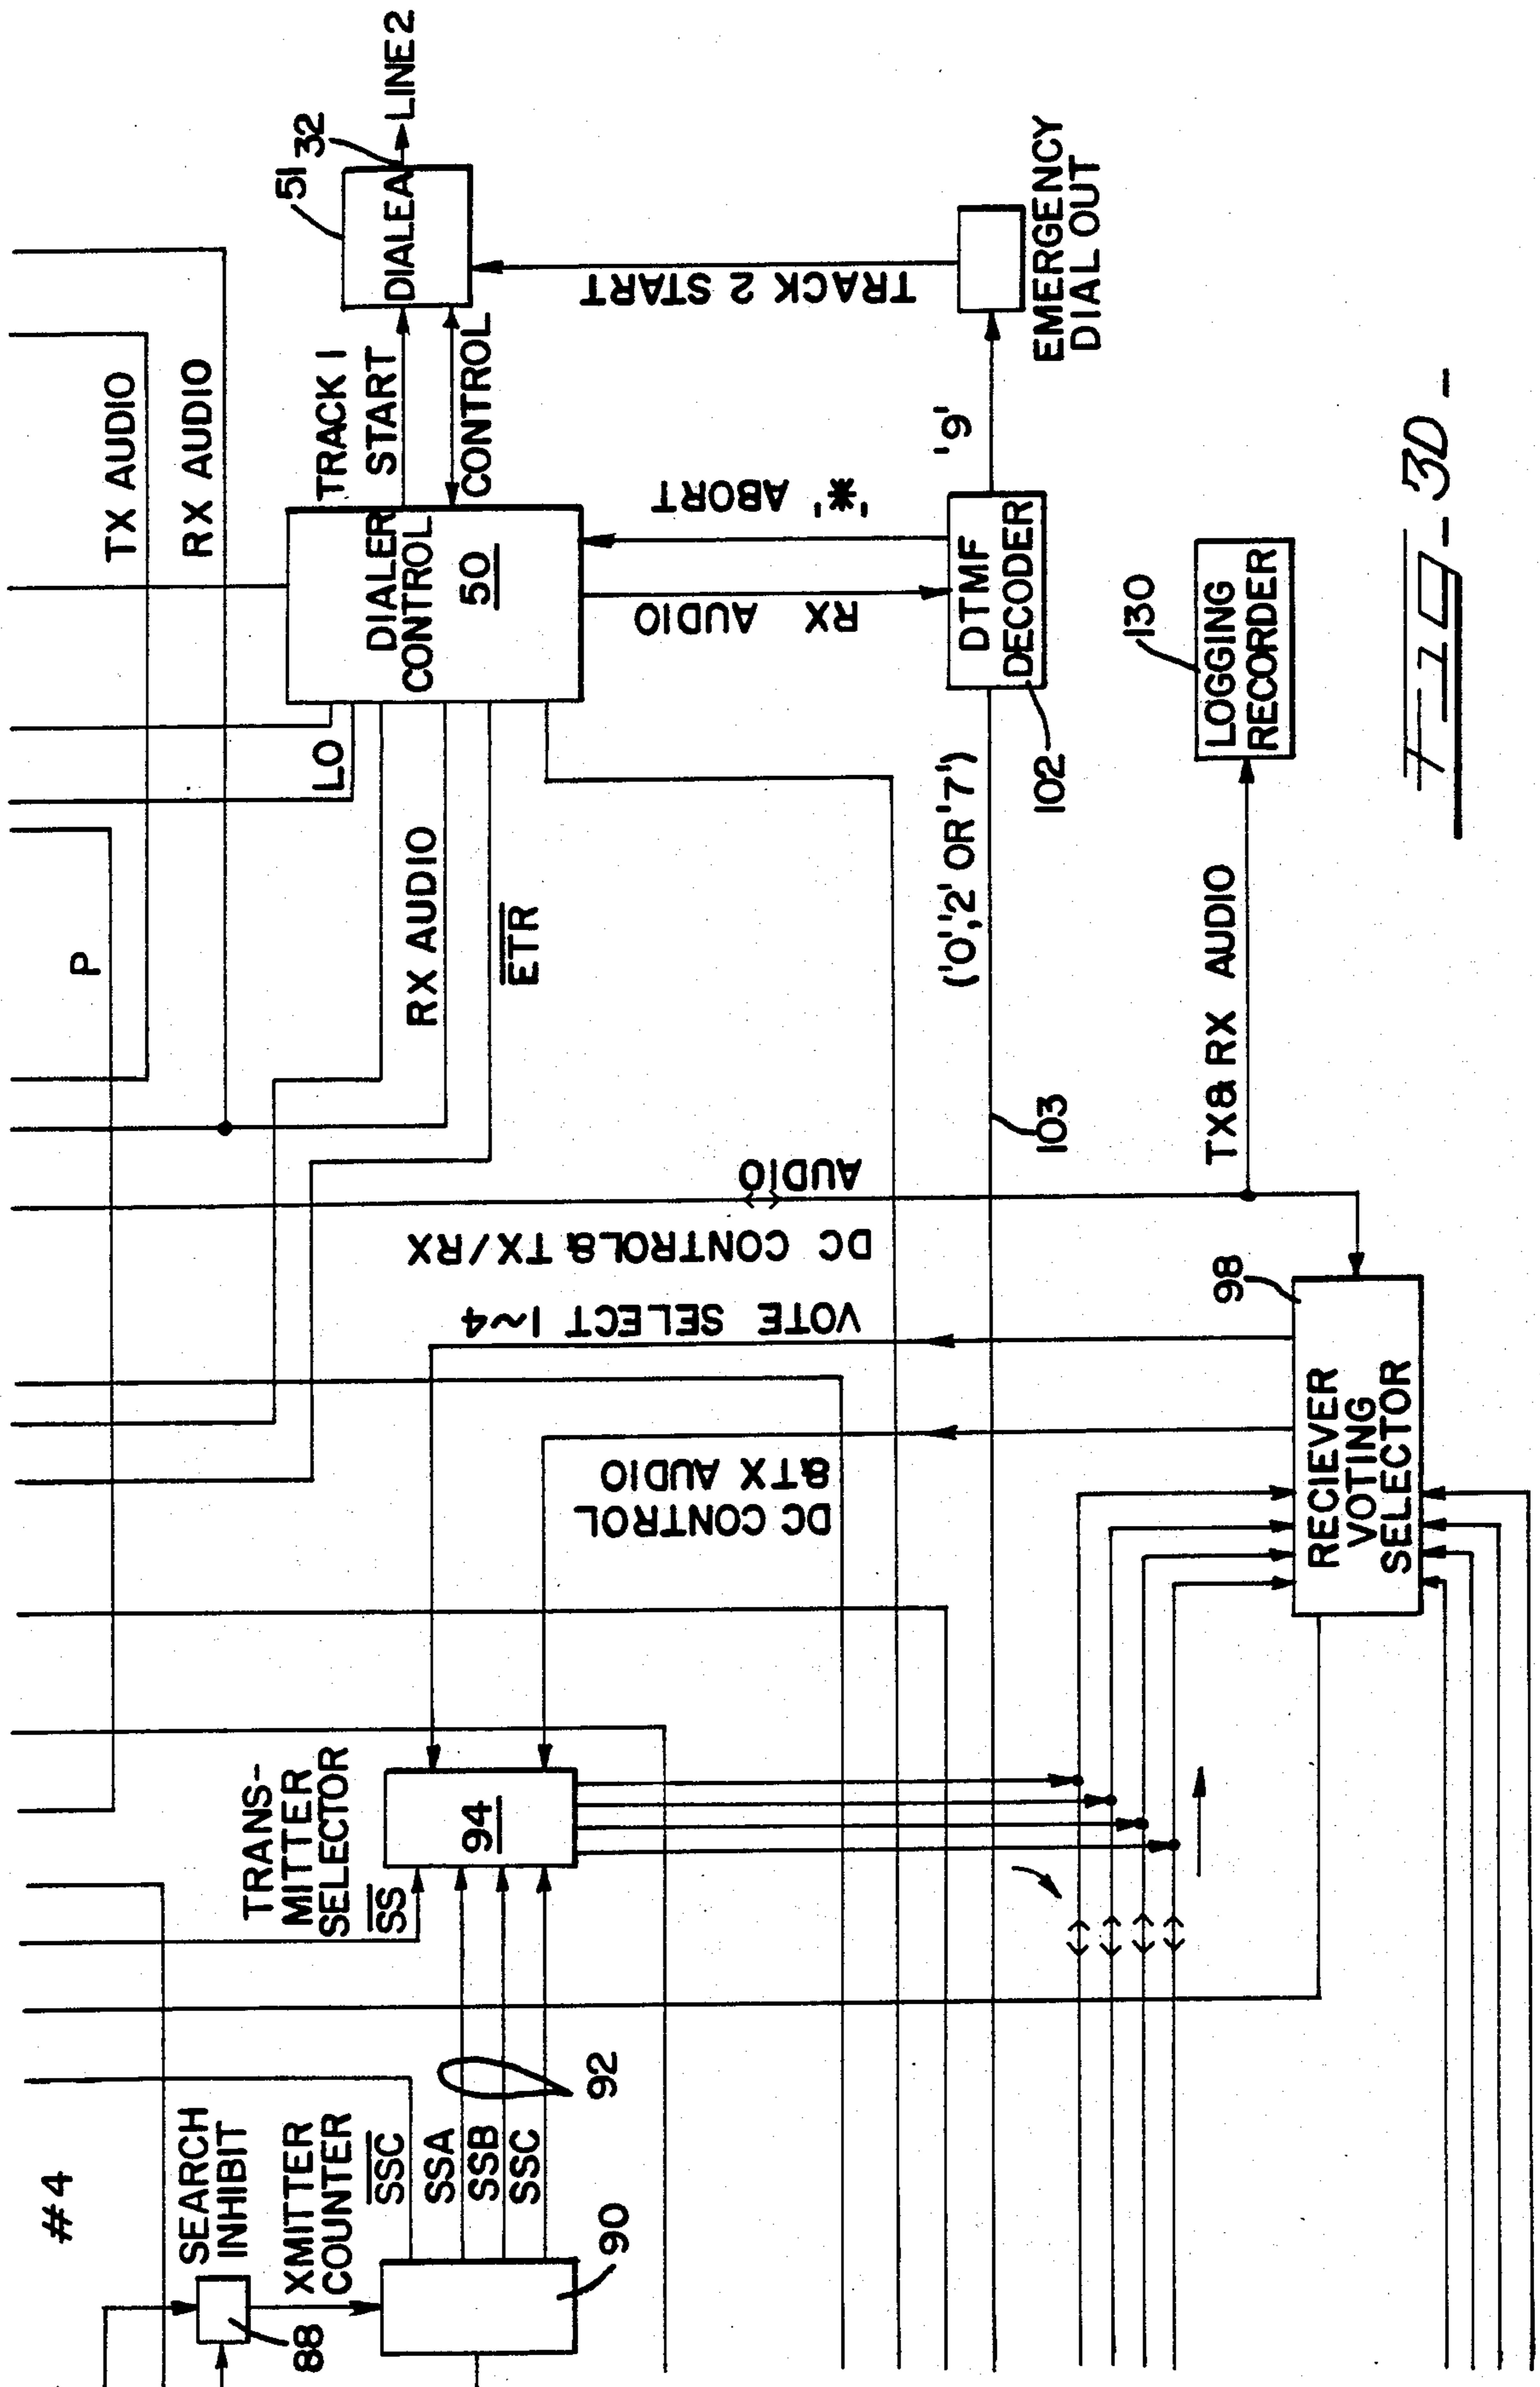 #4
SEARCH
INHIBIT
88
XMITTER
COUNTER
90
SSC
SSA
SSB
SSC
92
TRANS-
MITTER
SELECTOR
SS
94
P
TX AUDIO
RX AUDIO
LO
RX AUDIO
ETR
DIALER
CONTROL
50
TRACK 1
START
CONTROL
51
DIALEA
32
LINE 2
TRACK 2 START
EMERGENCY
DIAL OUT
'9'
'*' ABORT
RX AUDIO
DTMF
DECODER
102
('0','2' OR '7')
103
AUDIO
DC CONTROL & TX/RX
VOTE SELECT 1~4
DC CONTROL
& TX AUDIO
98
RECIEVER
VOTING
SELECTOR
TX & RX AUDIO
130
LOGGING
RECORDER
FIG-3D-